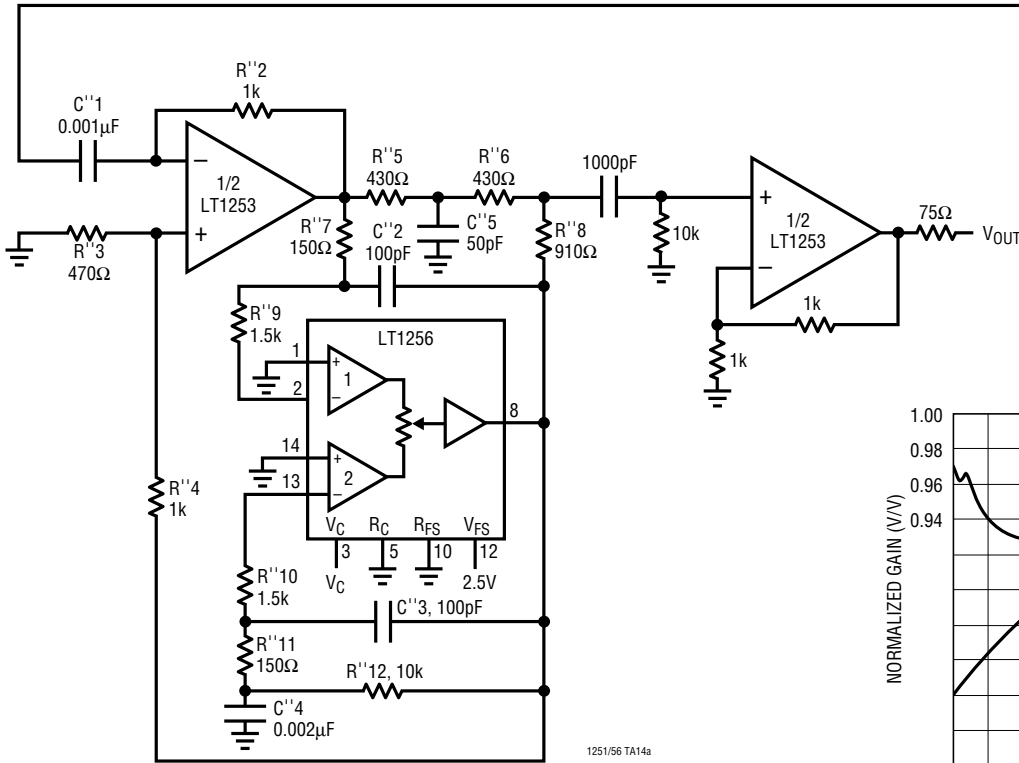 R''2
1k
C''1
0.001µF
−
+
1/2
LT1253
R''3
470Ω
R''5
430Ω
R''6
430Ω
R''7
150Ω
C''2
100pF
C''5
50pF
R''8
910Ω
1000pF
10k
+
−
1/2
LT1253
75Ω
VOUT
1k
1k
R''9
1.5k
LT1256
1
+
1
2
−
8
14
+
2
13
−
VC
RC
RFS
VFS
3
5
10
12
VC
2.5V
R''4
1k
R''10
1.5k
C''3, 100pF
R''11
150Ω
R''12, 10k
C''4
0.002µF
1251/56 TA14a
NORMALIZED GAIN (V/V)
1.00
0.98
0.96
0.94